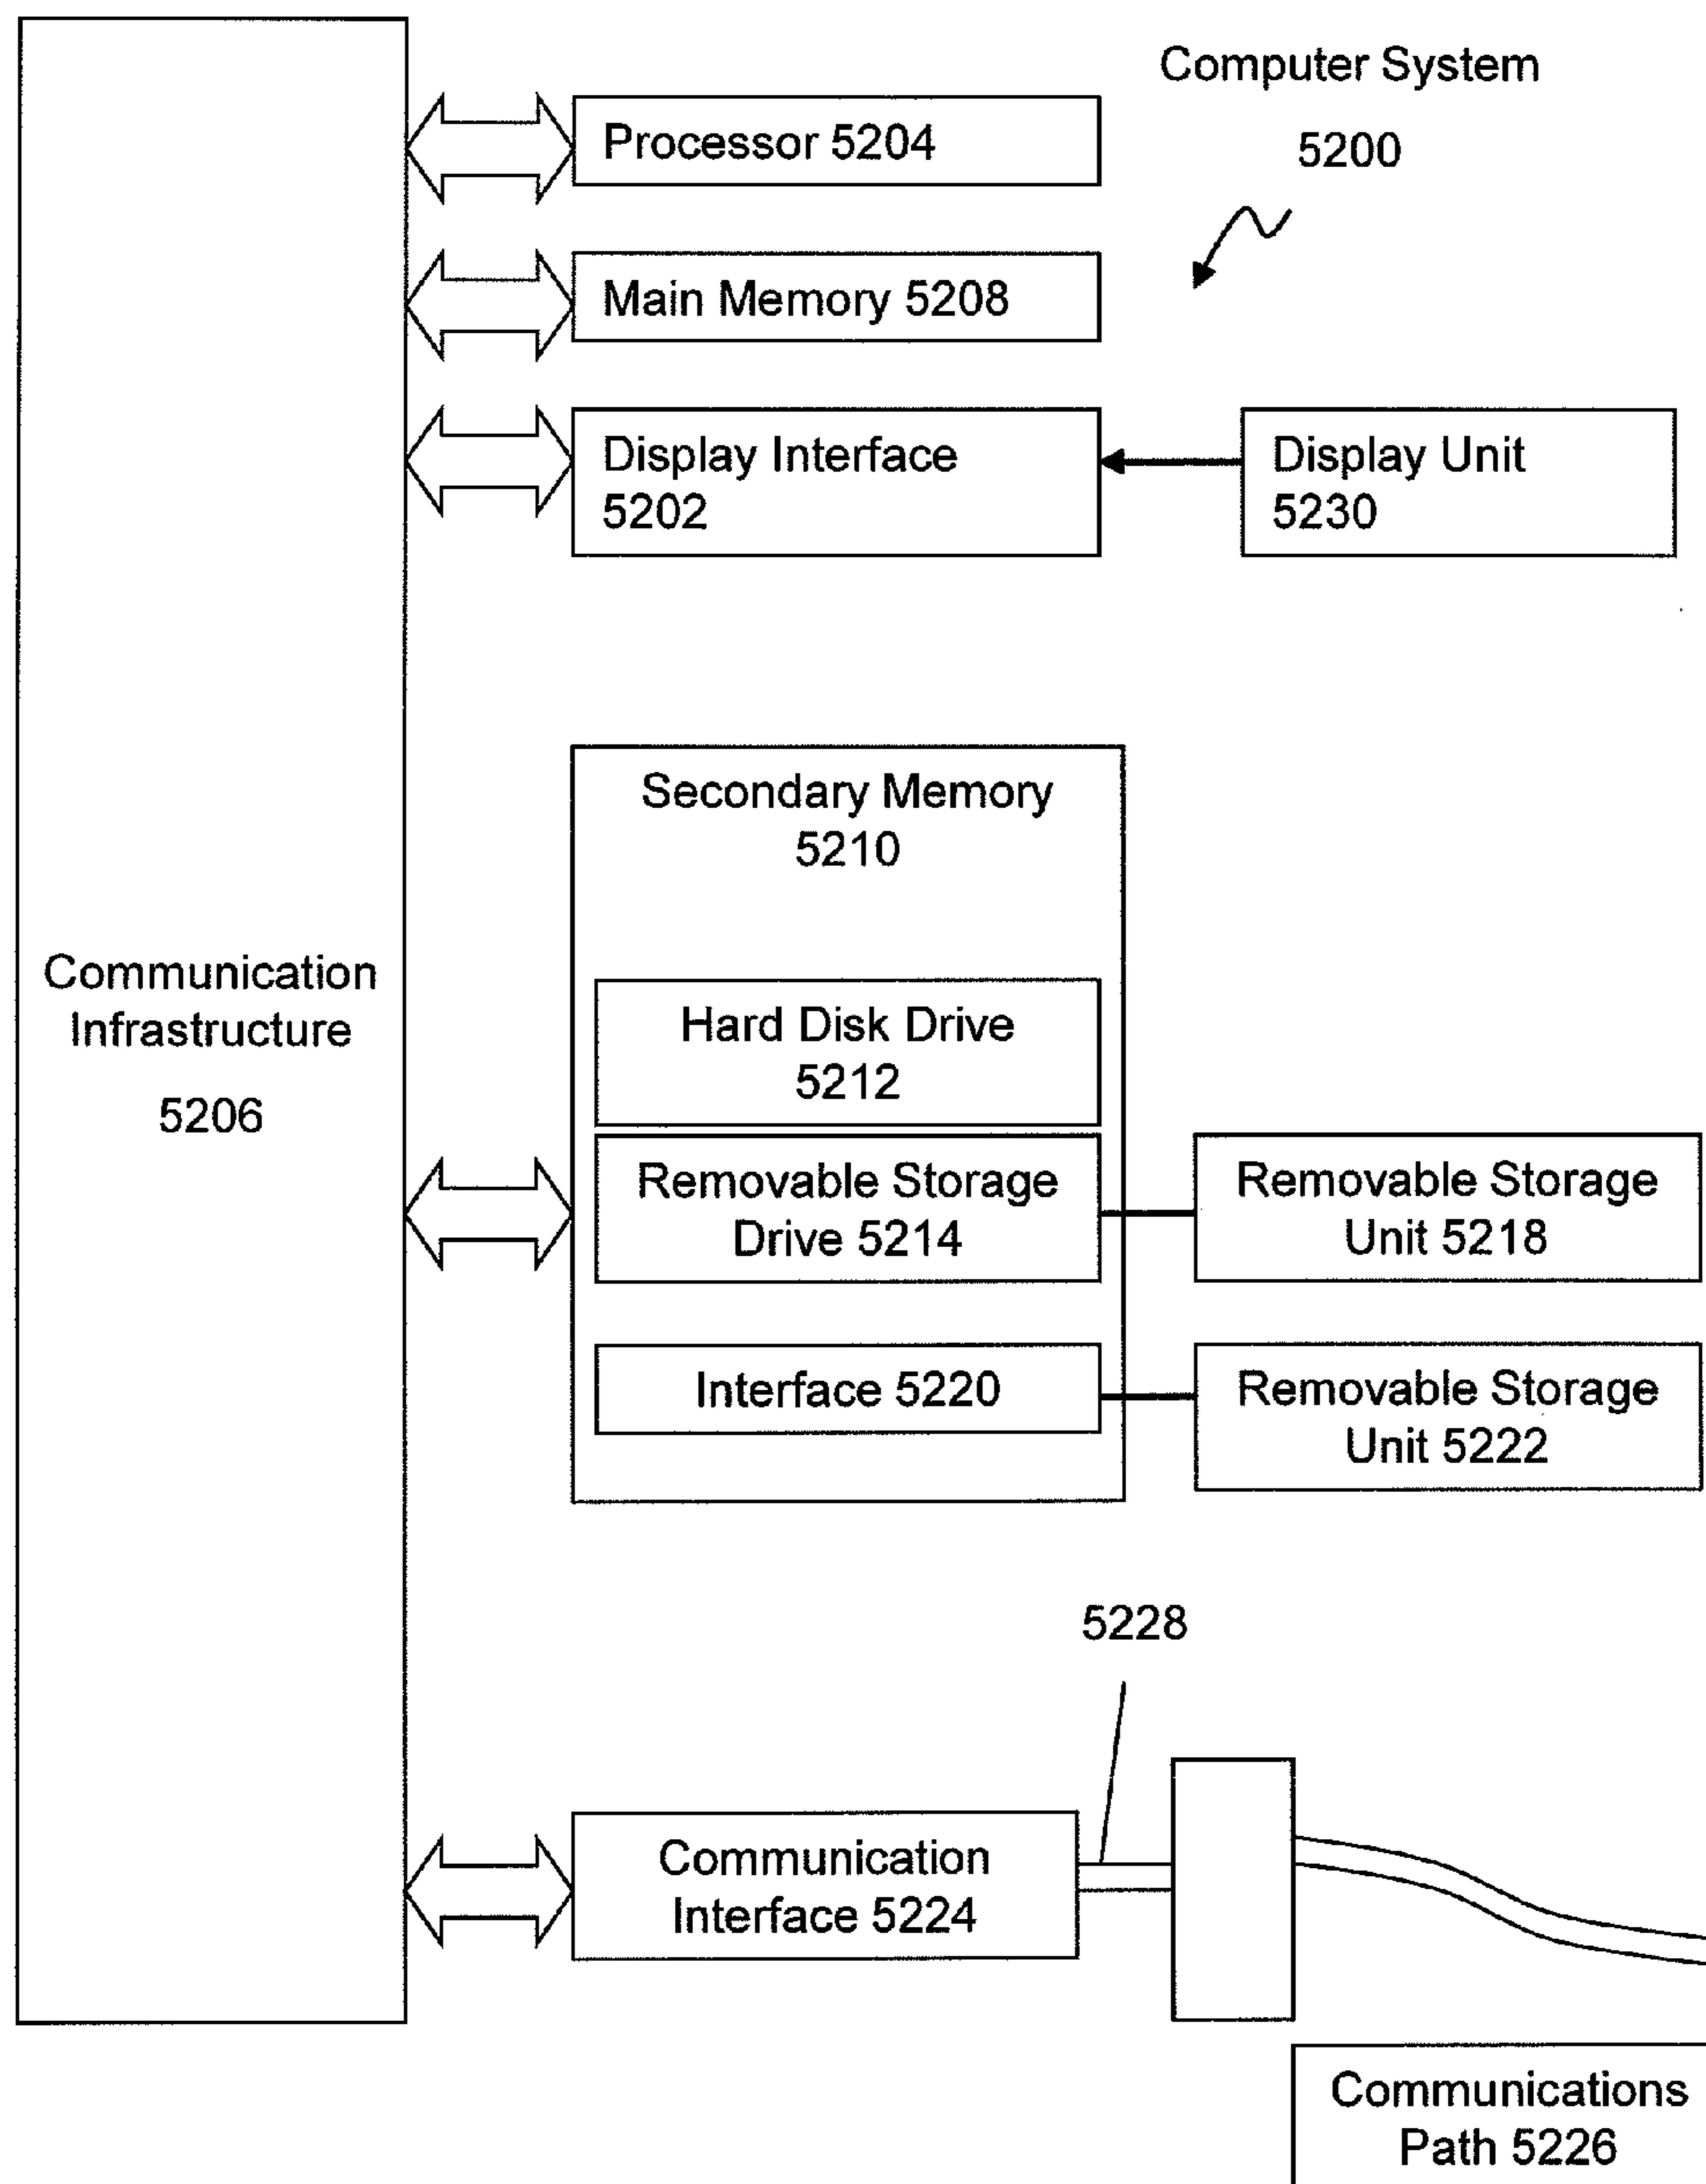 Computer System
5200
Processor 5204
Main Memory 5208
Display Interface
5202
Display Unit
5230
Secondary Memory
5210
Communication
Infrastructure
5206
Hard Disk Drive
5212
Removable Storage
Drive 5214
Removable Storage
Unit 5218
Interface 5220
Removable Storage
Unit 5222
5228
Communication
Interface 5224
Communications
Path 5226